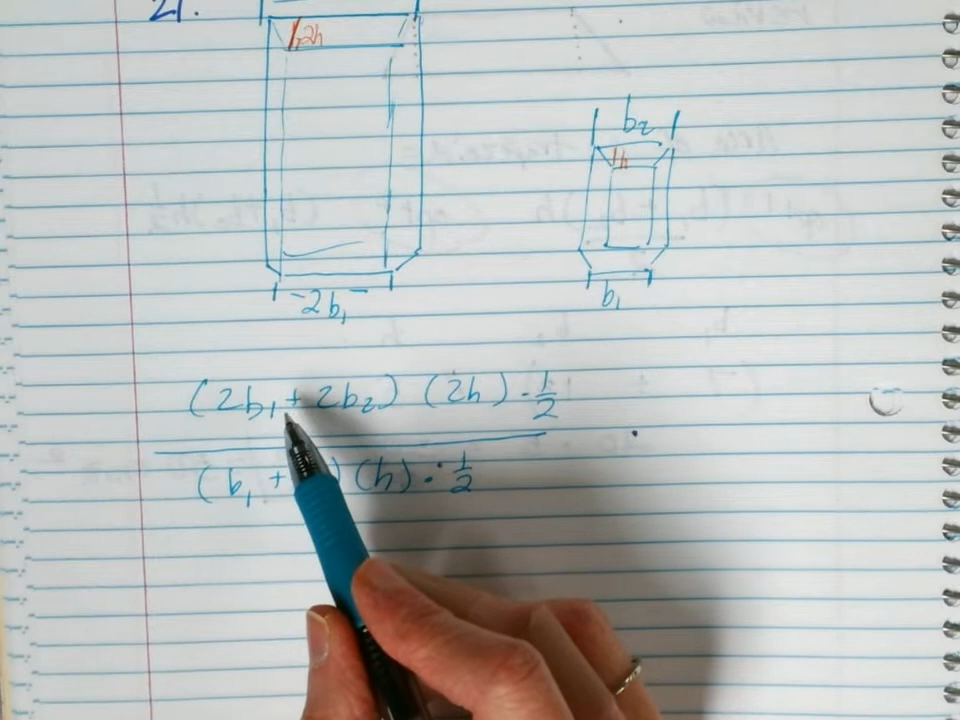 21.
2h
b₂
h
2b₁
b₁
(2b₁ + 2b₂) (2h) · 1/2
(b₁ + ) (h) · 1/2